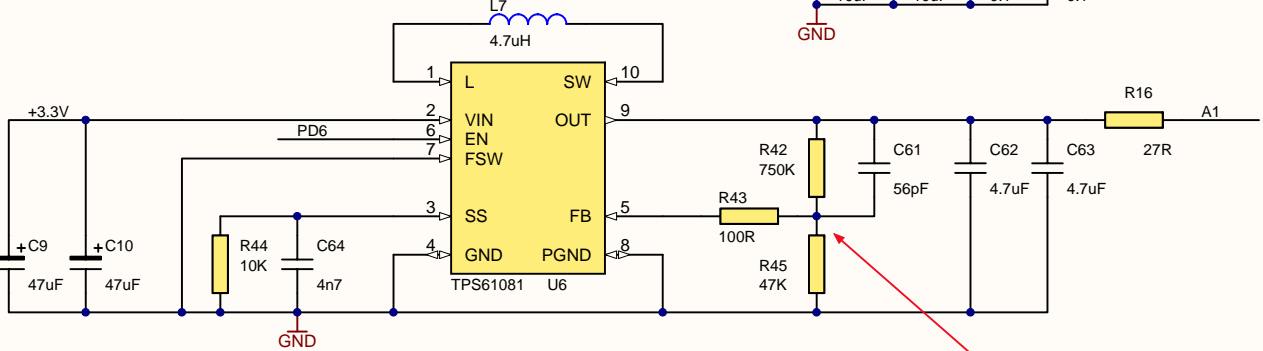 L7
4.7uH
GND
1
L
SW
10
+3.3V
2
VIN
OUT
9
R16
A1
27R
PD6
6
EN
7
FSW
R42
750K
C61
56pF
C62
4.7uF
C63
4.7uF
3
SS
FB
5
R43
100R
C9
47uF
C10
47uF
R44
10K
C64
4n7
4
GND
PGND
8
R45
47K
TPS61081
U6
GND